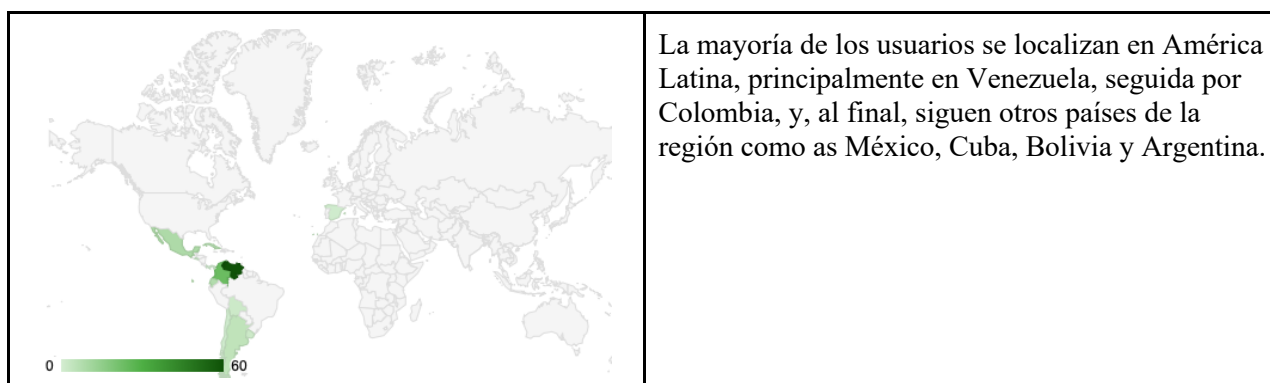 La mayoría de los usuarios se localizan en América
Latina, principalmente en Venezuela, seguida por
Colombia, y, al final, siguen otros países de la
región como as México, Cuba, Bolivia y Argentina.
0 60